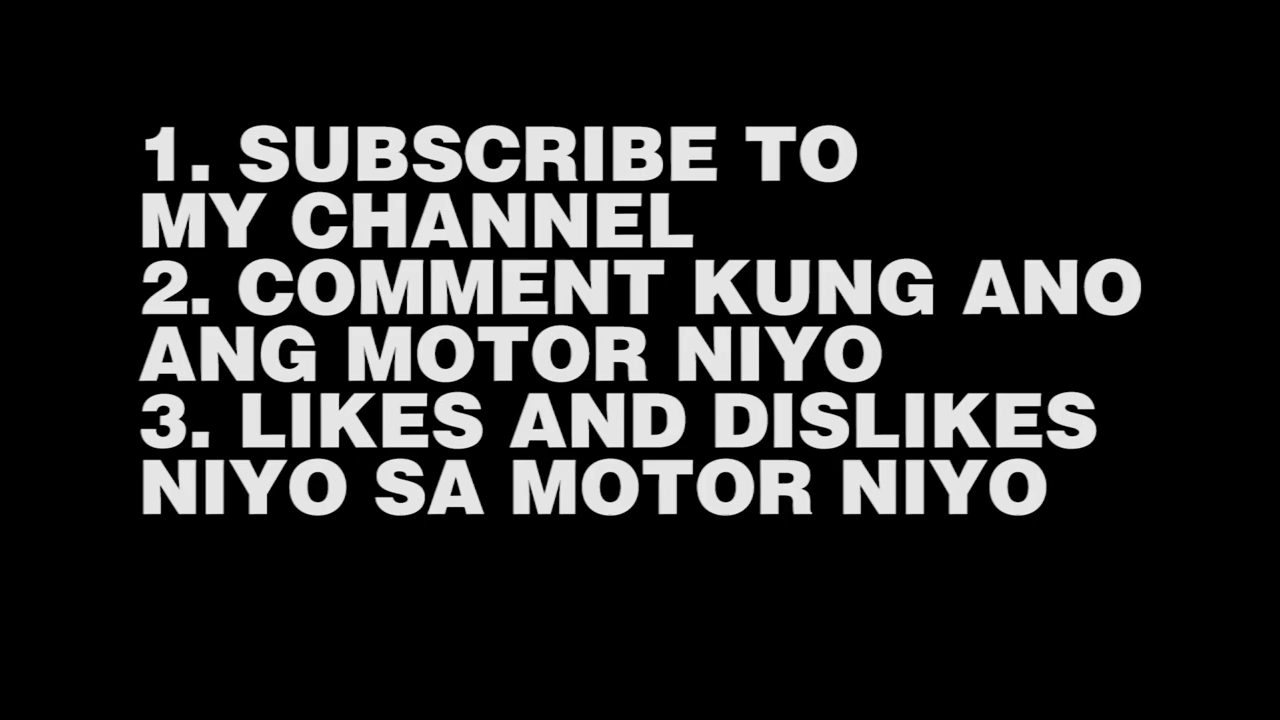 1. SUBSCRIBE TO
MY CHANNEL
2. COMMENT KUNG ANO
ANG MOTOR NIYO
3. LIKES AND DISLIKES
NIYO SA MOTOR NIYO